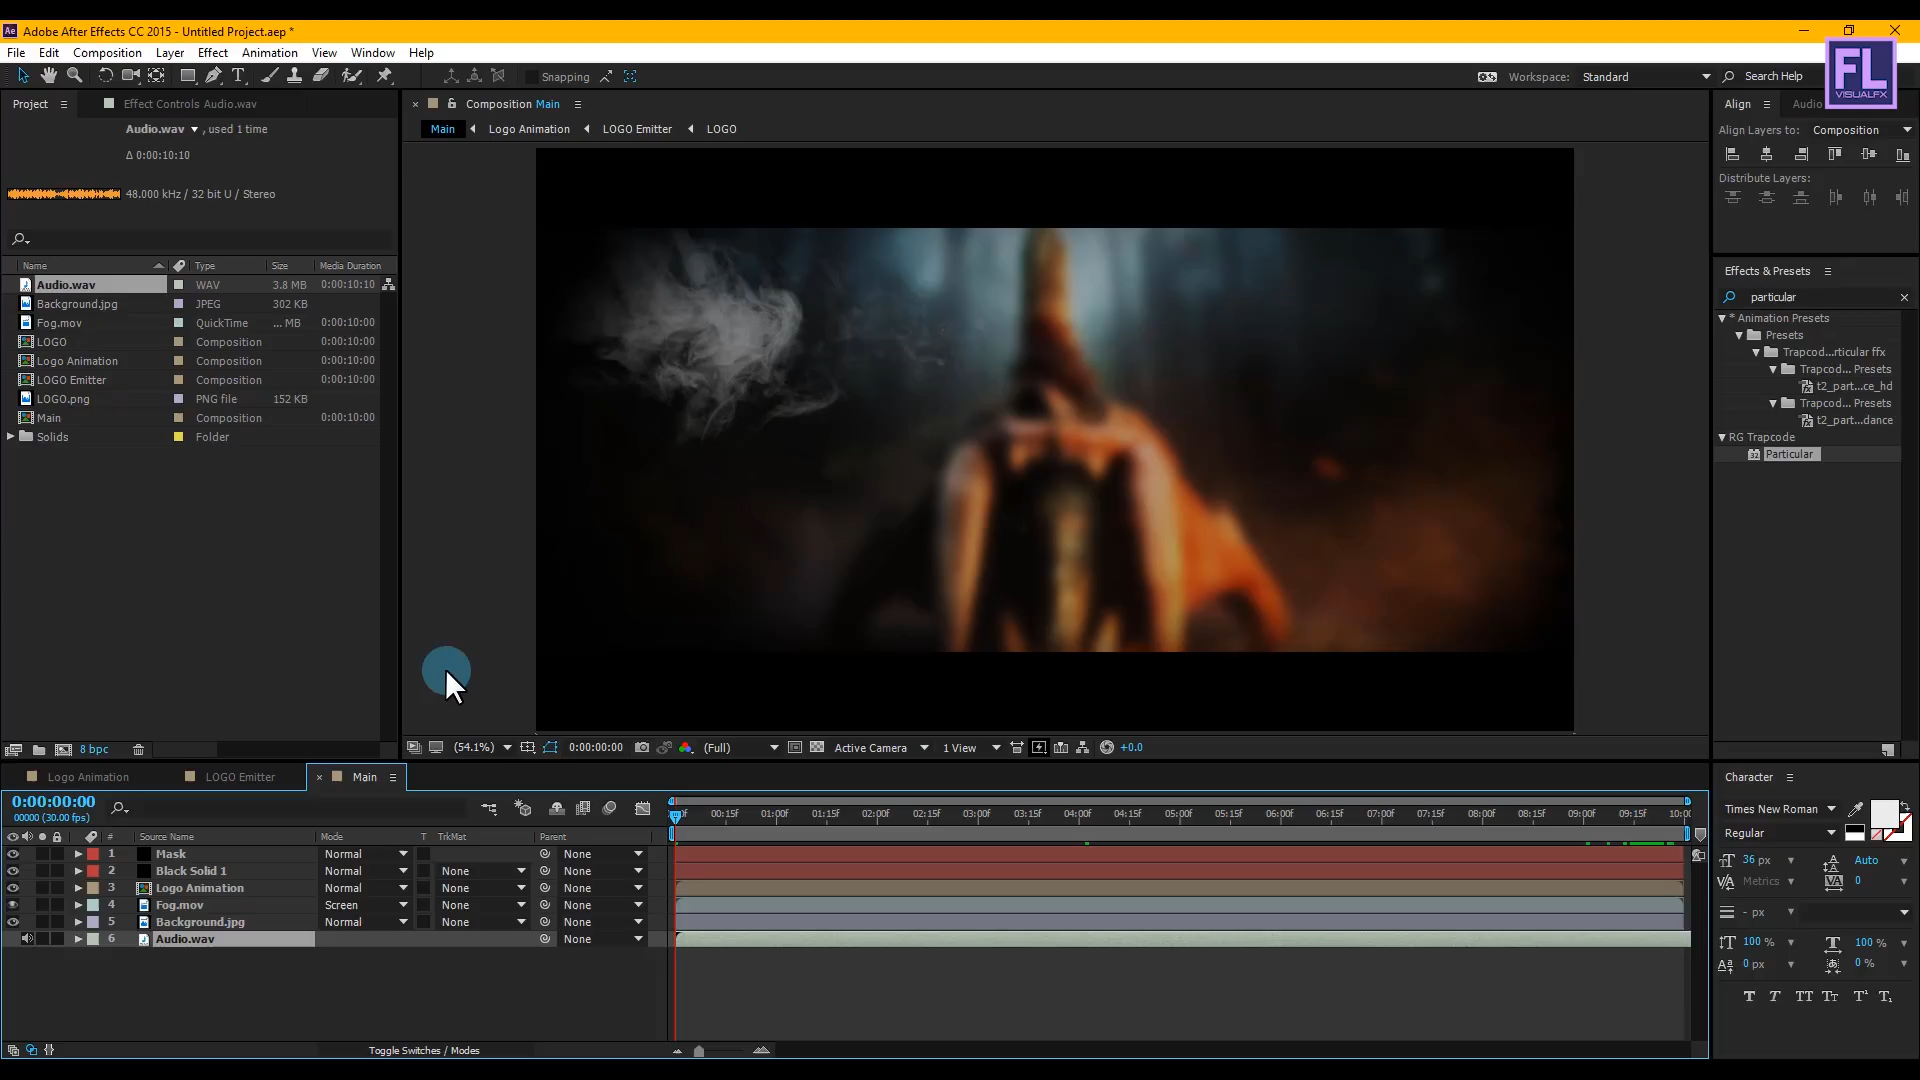 Adobe After Effects CC 2015 - Untitled Project.aep *
File Edit Composition Layer Effect Animation View Window Help
Snapping
Workspace: Standard
Search Help
FL
VISUALFX
Project
Effect Controls Audio.wav
Audio.wav , used 1 time
Δ 0:00:10:10
48.000 kHz / 32 bit U / Stereo
Name Type Size Media Duration
Audio.wav WAV 3.8 MB 0:00:10:10
Background.jpg JPEG 302 KB
Fog.mov QuickTime ... MB 0:00:10:00
LOGO Composition 0:00:10:00
Logo Animation Composition 0:00:10:00
LOGO Emitter Composition 0:00:10:00
LOGO.png PNG file 152 KB
Main Composition 0:00:10:00
Solids Folder
8 bpc
Composition Main
Main Logo Animation LOGO Emitter LOGO
(54.1%) 0:00:00:00 (Full) Active Camera 1 View +0.0
Align Audio
Align Layers to: Composition
Distribute Layers:
Effects & Presets
particular
* Animation Presets
Presets
Trapcod...rticular ffx
Trapcod... Presets
t2_part...ce_hd
Trapcod... Presets
t2_part...dance
RG Trapcode
32 Particular
Logo Animation LOGO Emitter Main
0:00:00:00
00000 (30.00 fps)
# Source Name Mode T TrkMat Parent
1 Mask Normal None
2 Black Solid 1 Normal None None
3 Logo Animation Normal None None
4 Fog.mov Screen None None
5 Background.jpg Normal None None
6 Audio.wav None
00:15f 01:00f 01:15f 02:00f 02:15f 03:00f 03:15f 04:00f 04:15f 05:00f 05:15f 06:00f 06:15f 07:00f 07:15f 08:00f 08:15f 09:00f 09:15f 10:00
Toggle Switches / Modes
Character
Times New Roman
Regular
36 px Auto
Metrics 0
- px
100 % 100 %
0 px 0 %
T T TT Tt T¹ T₁